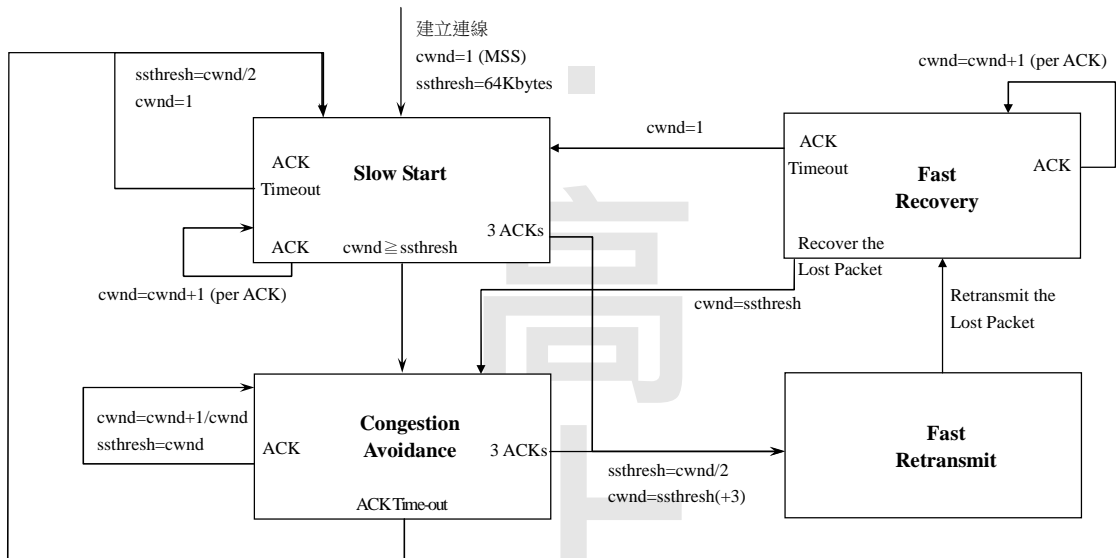 建立連線
cwnd=1 (MSS)
ssthresh=64Kbytes
ssthresh=cwnd/2
cwnd=1
cwnd=cwnd+1 (per ACK)
cwnd=1
ACK
Timeout
Slow Start
3 ACKs
ACK
cwnd≧ssthresh
cwnd=cwnd+1 (per ACK)
ACK
Timeout
Fast
Recovery
ACK
Recover the
Lost Packet
cwnd=ssthresh
Retransmit the
Lost Packet
cwnd=cwnd+1/cwnd
ssthresh=cwnd
ACK
Congestion
Avoidance
3 ACKs
ACK Time-out
ssthresh=cwnd/2
cwnd=ssthresh(+3)
Fast
Retransmit